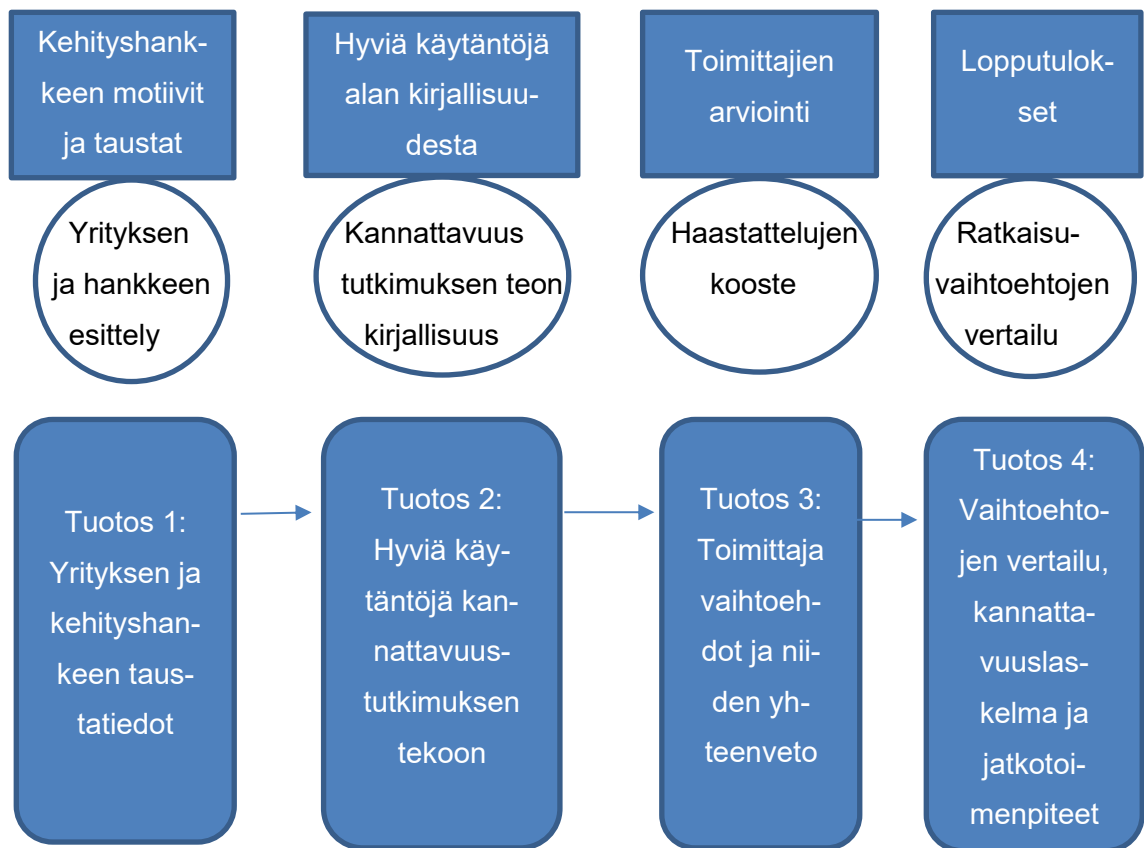 Kehityshank-
keen motiivit
ja taustat
Hyviä käytäntöjä
alan kirjallisuu-
desta
Toimittajien
arviointi
Lopputulok-
set
Yrityksen
ja hankkeen
esittely
Kannattavuus
tutkimuksen teon
kirjallisuus
Haastattelujen
kooste
Ratkaisu-
vaihtoehtojen
vertailu
Tuotos 1:
Yrityksen ja
kehityshan-
keen taus-
tatiedot
Tuotos 2:
Hyviä käy-
täntöjä kan-
nattavuus-
tutkimuksen
tekoon
Tuotos 3:
Toimittaja
vaihtoeh-
dot ja nii-
den yh-
teenveto
Tuotos 4:
Vaihtoehto-
jen vertailu,
kannatta-
vuuslas-
kelma ja
jatkotoi-
menpiteet